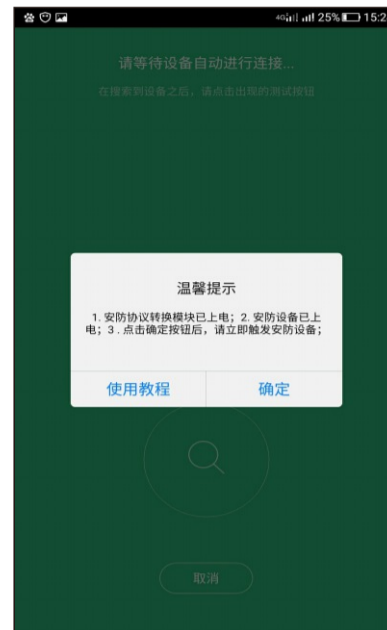 4G 25% 15:2
请等待设备自动进行连接...
在搜索到设备之后，请点击出现的测试按钮
温馨提示
1. 安防协议转换模块已上电；2. 安防设备已上
电；3 . 点击确定按钮后，请立即触发安防设备；
使用教程 确定
取消